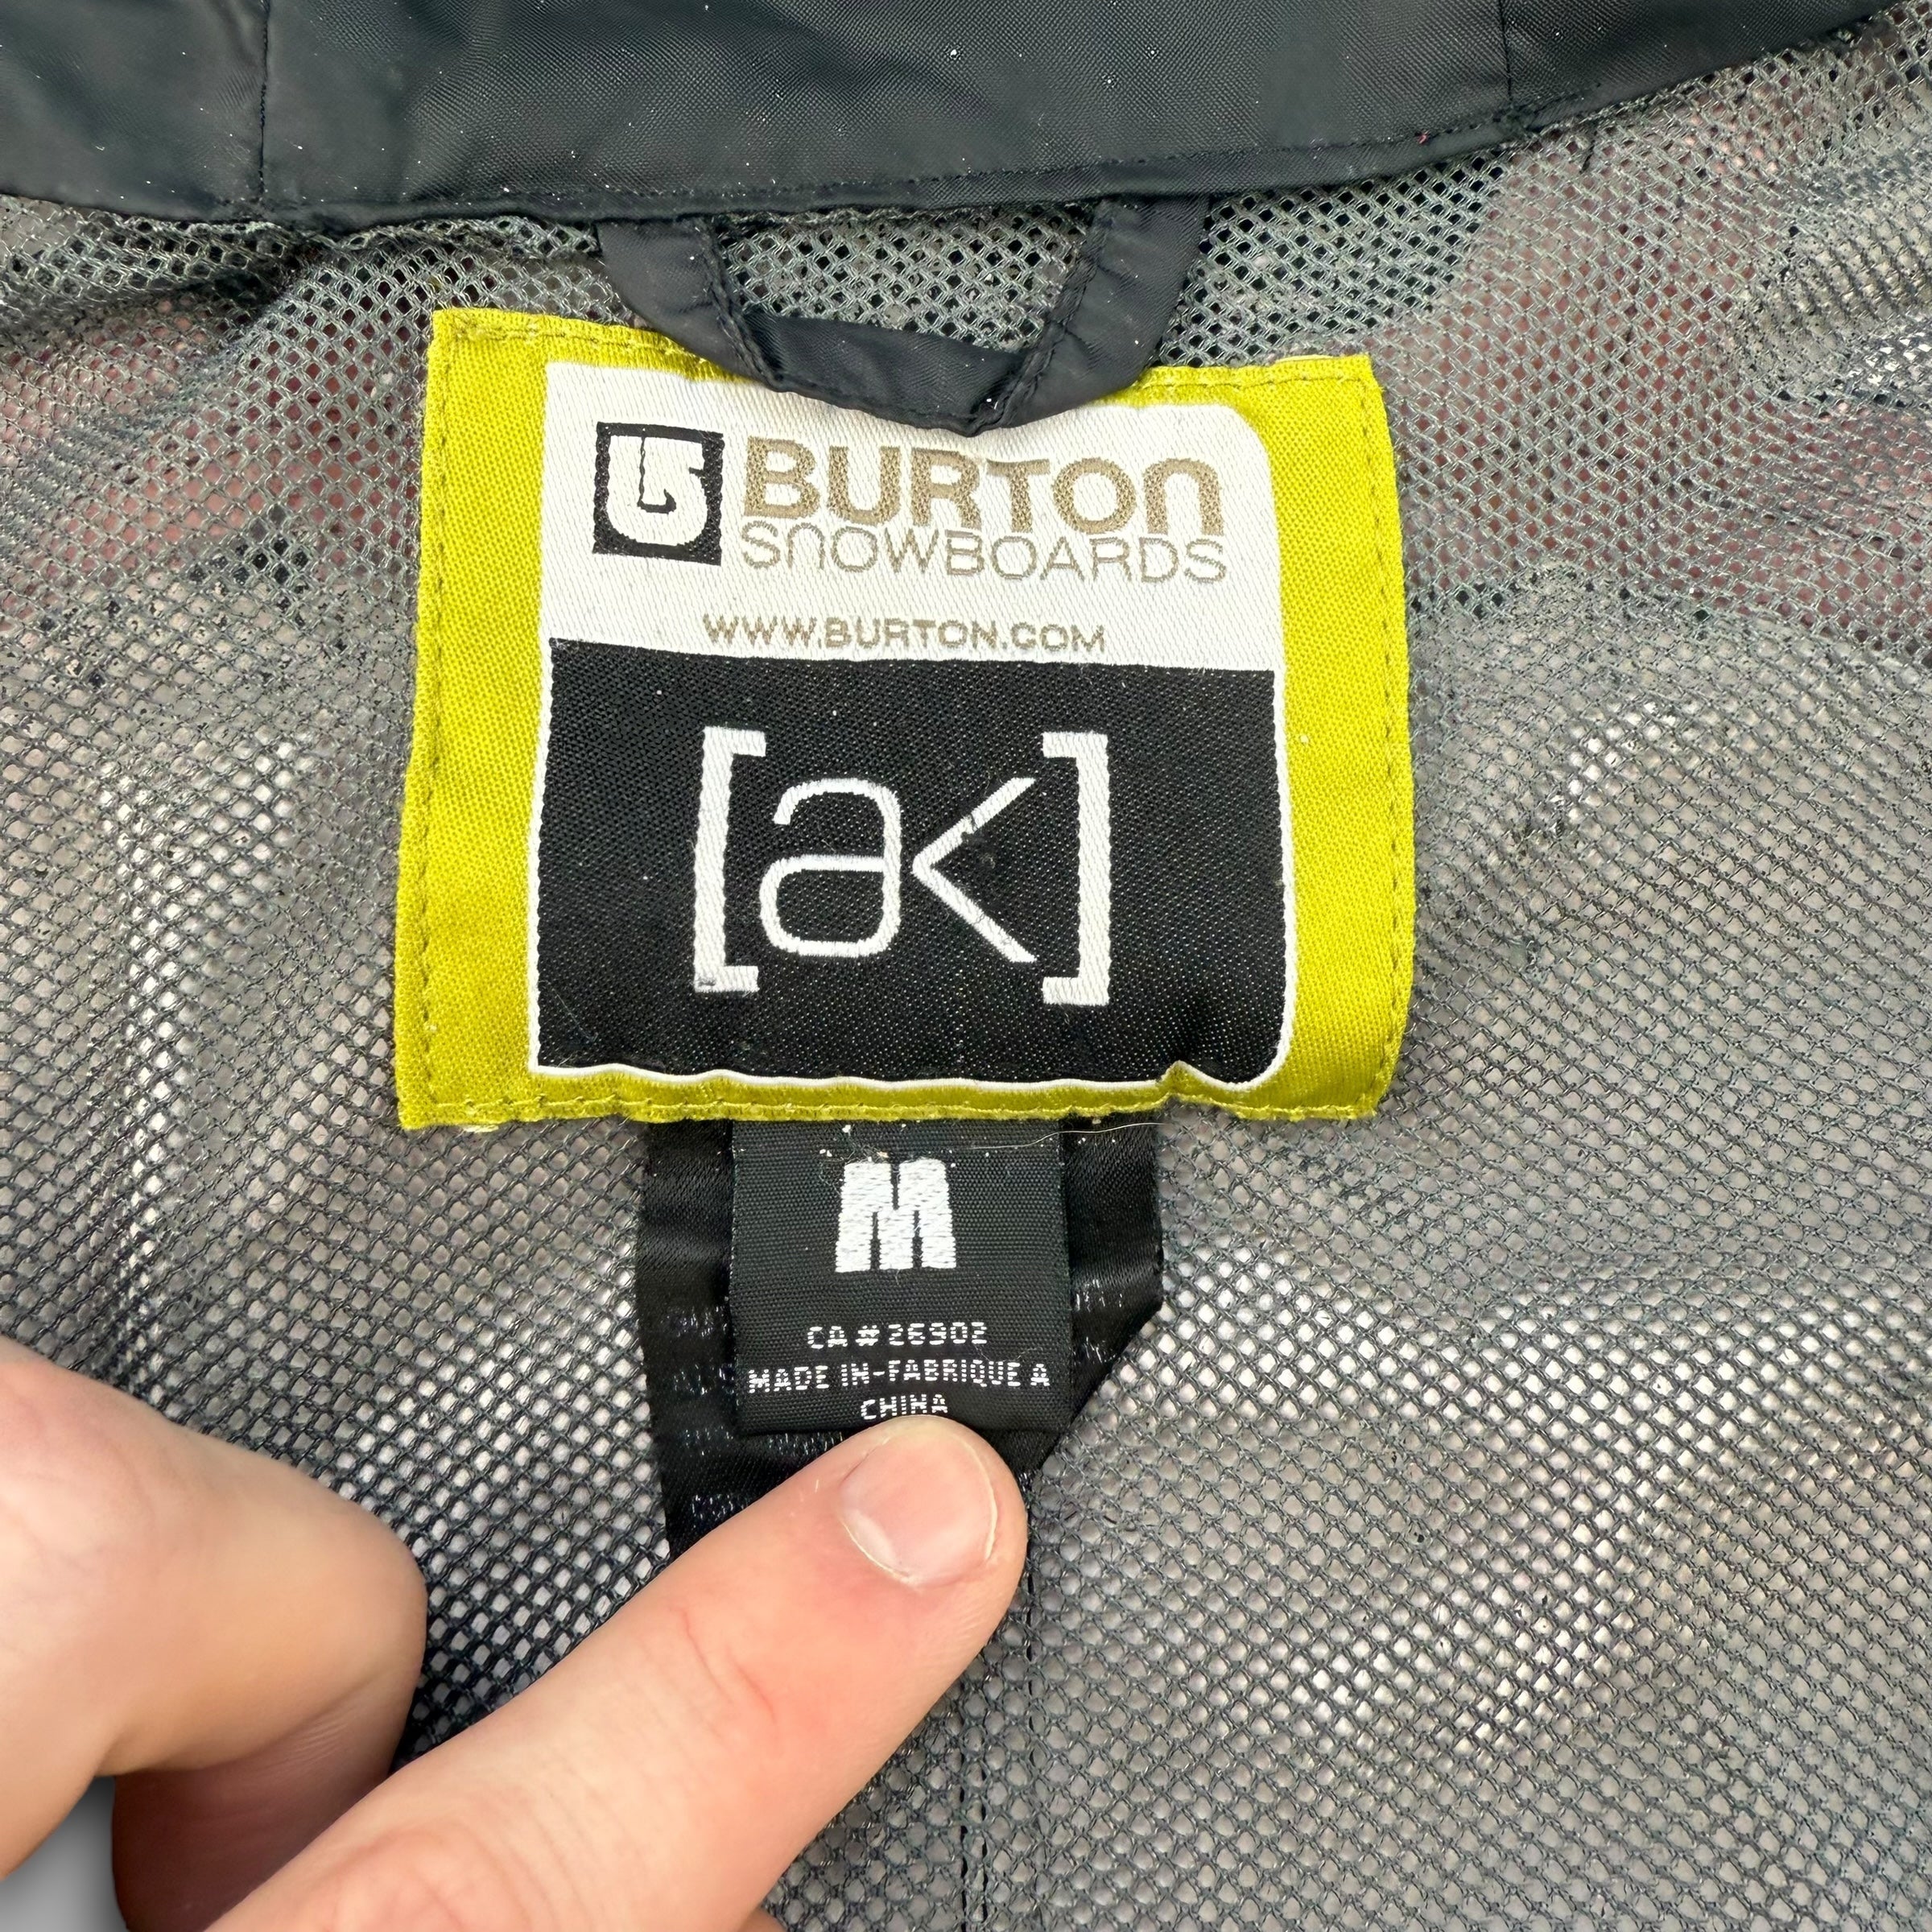 BURTON
SNOWBOARDS
WWW.BURTON.COM
[ak]
M
CA # 26902
MADE IN-FABRIQUE A
CHINA